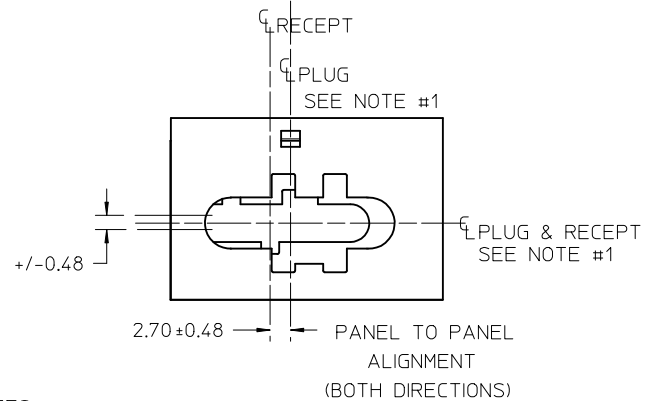 ℄ RECEPT
℄ PLUG
SEE NOTE #1
℄ PLUG & RECEPT
SEE NOTE #1
+/-0.48
2.70±0.48
PANEL TO PANEL
ALIGNMENT
(BOTH DIRECTIONS)